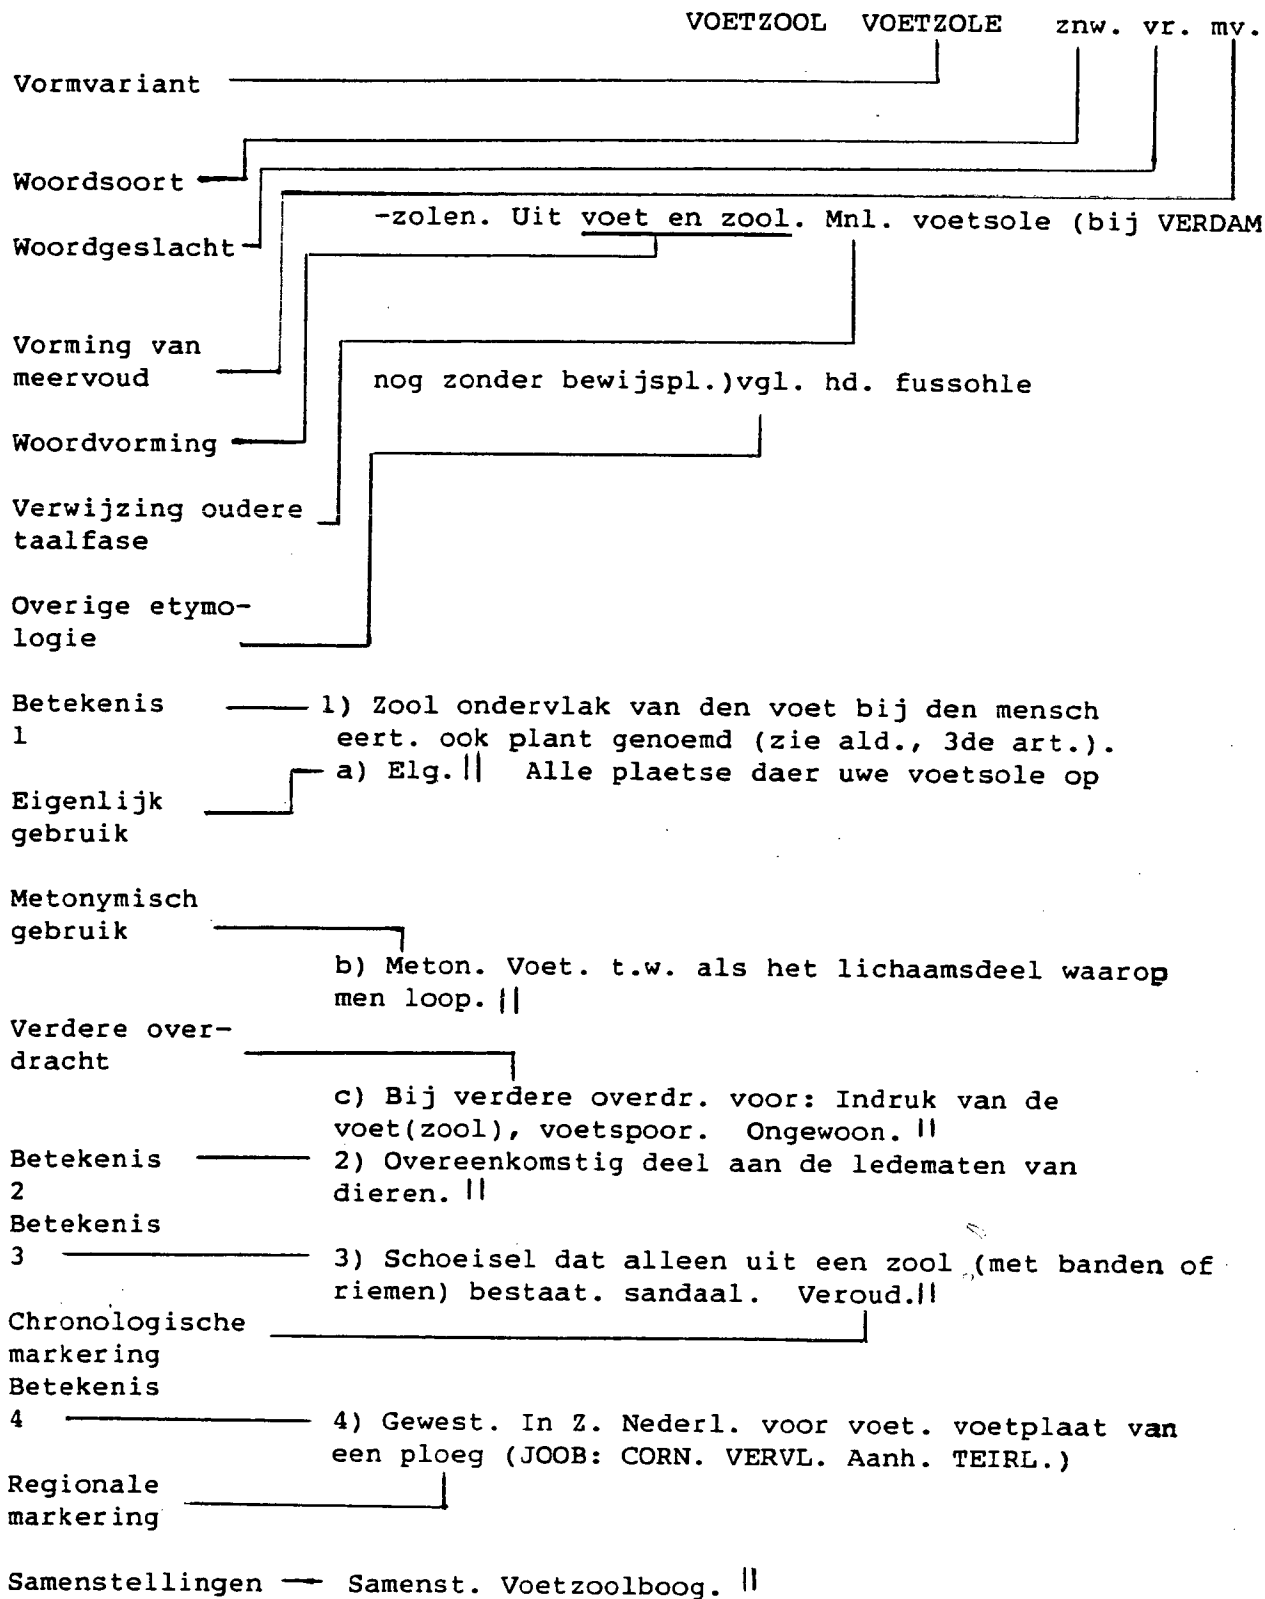 VOETZOOL VOETZOLE znw. vr. mv.
Vormvariant
Woordsoort
-zolen. Uit voet en zool. Mnl. voetsole (bij VERDAM
Woordgeslacht
Vorming van
meervoud
nog zonder bewijspl.)vgl. hd. fussohle
Woordvorming
Verwijzing oudere
taalfase
Overige etymo-
logie
Betekenis 1) Zool ondervlak van den voet bij den mensch
1 eert. ook plant genoemd (zie ald., 3de art.).
a) Elg. || Alle plaetse daer uwe voetsole op
Eigenlijk
gebruik
Metonymisch
gebruik
b) Meton. Voet. t.w. als het lichaamsdeel waarop
men loop. ||
Verdere over-
dracht
c) Bij verdere overdr. voor: Indruk van de
voet(zool), voetspoor. Ongewoon. ||
Betekenis 2) Overeenkomstig deel aan de ledematen van
2 dieren. ||
Betekenis
3 3) Schoeisel dat alleen uit een zool (met banden of
riemen) bestaat. sandaal. Veroud.||
Chronologische
markering
Betekenis
4 4) Gewest. In Z. Nederl. voor voet. voetplaat van
een ploeg (JOOB: CORN. VERVL. Aanh. TEIRL.)
Regionale
markering
Samenstellingen Samenst. Voetzoolboog. ||